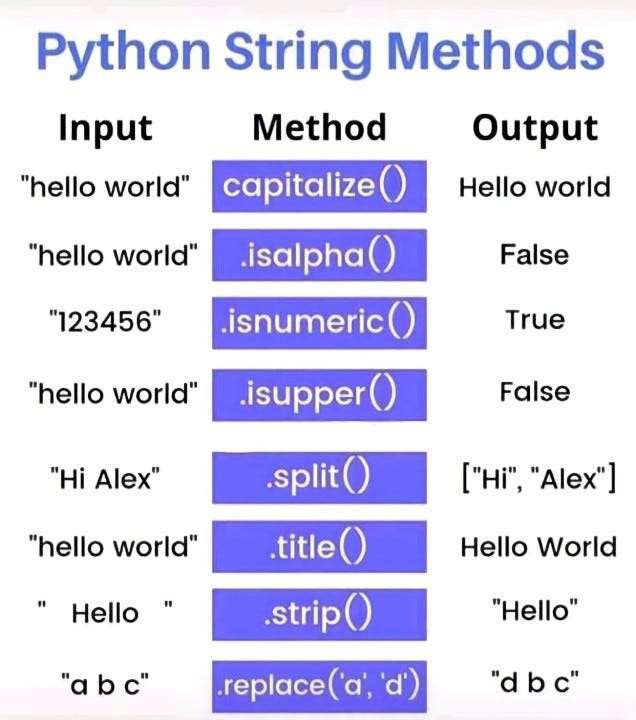 Python String Methods
Input Method Output
"hello world" capitalize() Hello world
"hello world" .isalpha() False
"123456" .isnumeric() True
"hello world" .isupper() False
"Hi Alex" .split() ["Hi", "Alex"]
"hello world" .title() Hello World
"   Hello   " .strip() "Hello"
"a b c" .replace('a', 'd') "d b c"